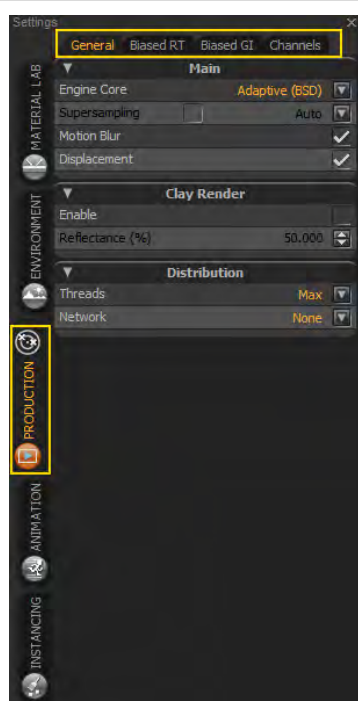 Settings
General Biased RT Biased GI Channels
Main
Engine Core Adaptive (BSD)
Supersampling Auto
Motion Blur
Displacement
Clay Render
Enable
Reflectance (%) 50.000
Distribution
Threads Max
Network None
MATERIAL LAB
ENVIRONMENT
PRODUCTION
ANIMATION
INSTANCING